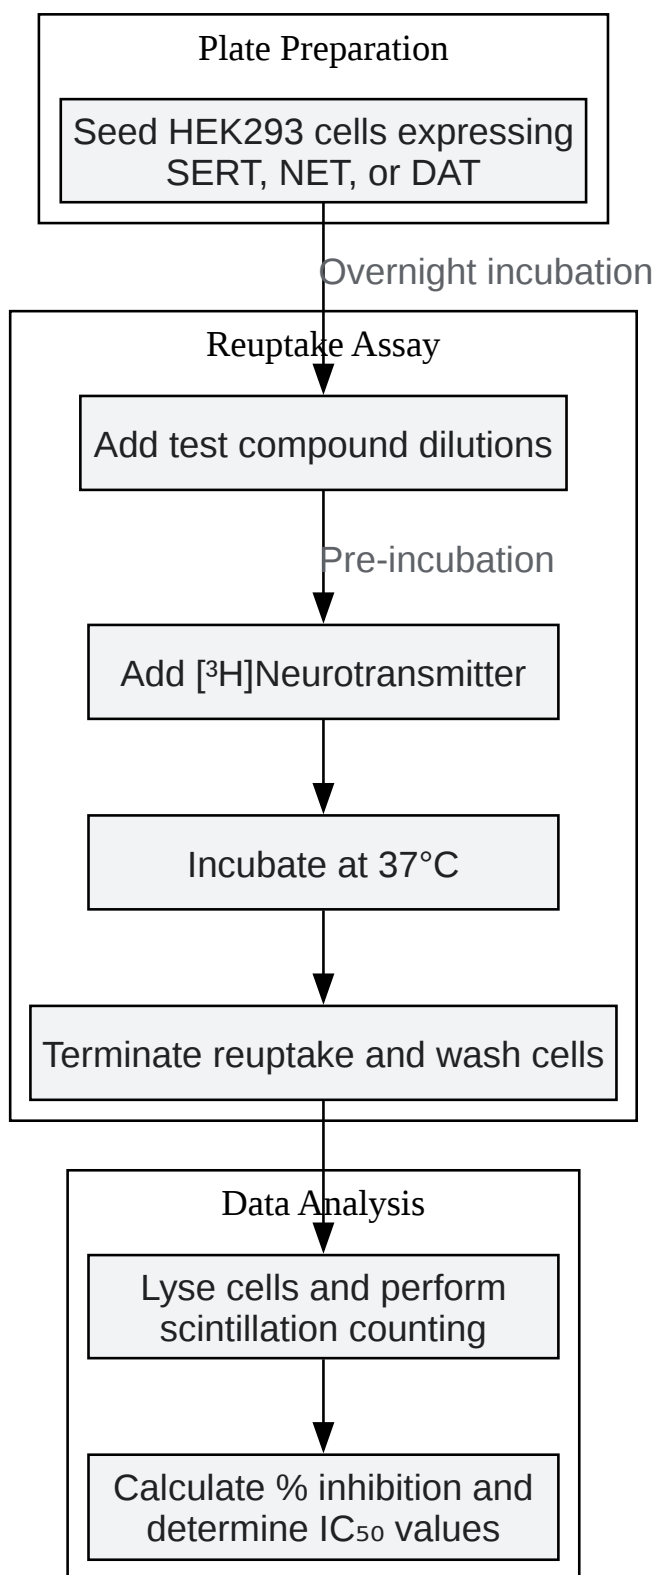 Plate Preparation
Seed HEK293 cells expressing
SERT, NET, or DAT
Overnight incubation
Reuptake Assay
Add test compound dilutions
Pre-incubation
Add [³H]Neurotransmitter
Incubate at 37°C
Terminate reuptake and wash cells
Data Analysis
Lyse cells and perform
scintillation counting
Calculate % inhibition and
determine IC₅₀ values